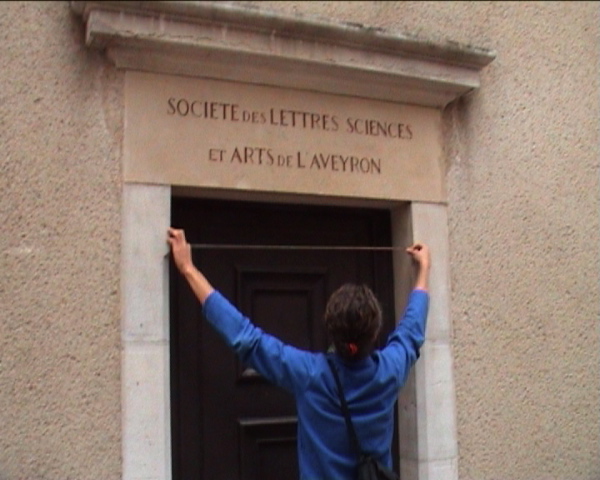 SOCIETE DES LETTRES SCIENCES
ET ARTS DE L'AVEYRON